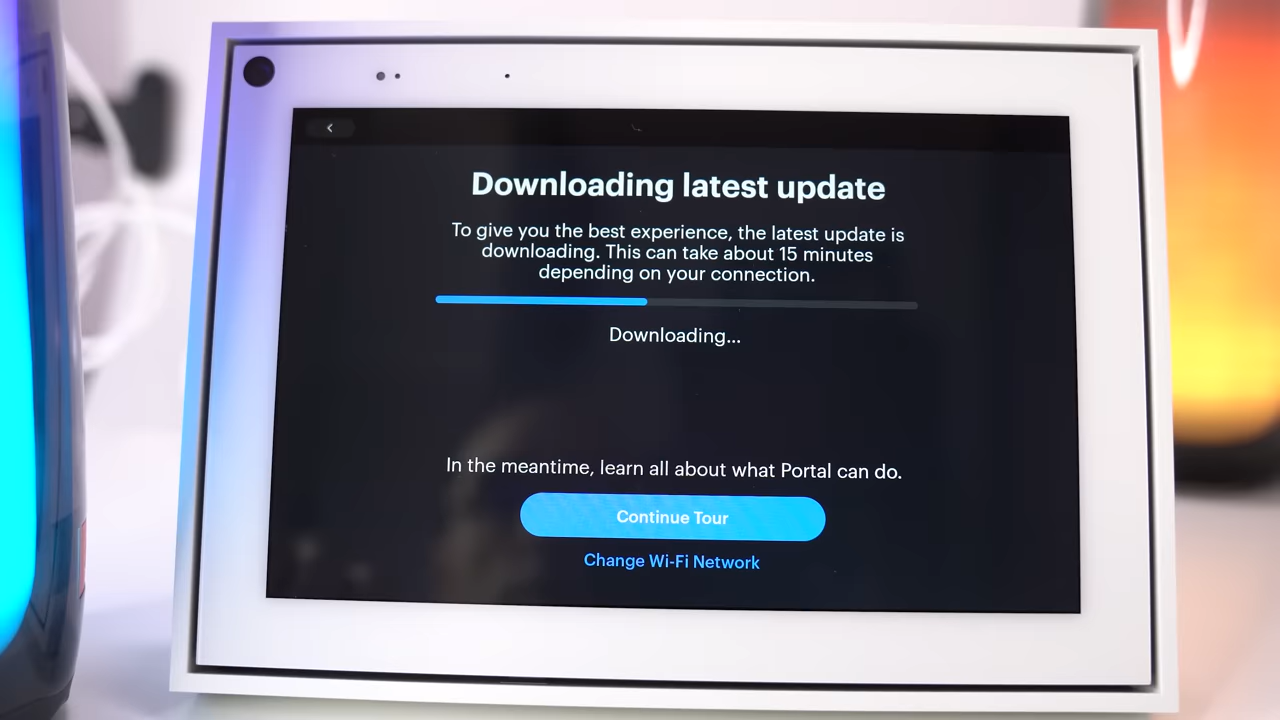 Downloading latest update
To give you the best experience, the latest update is
downloading. This can take about 15 minutes
depending on your connection.
Downloading...
In the meantime, learn all about what Portal can do.
Continue Tour
Change Wi-Fi Network